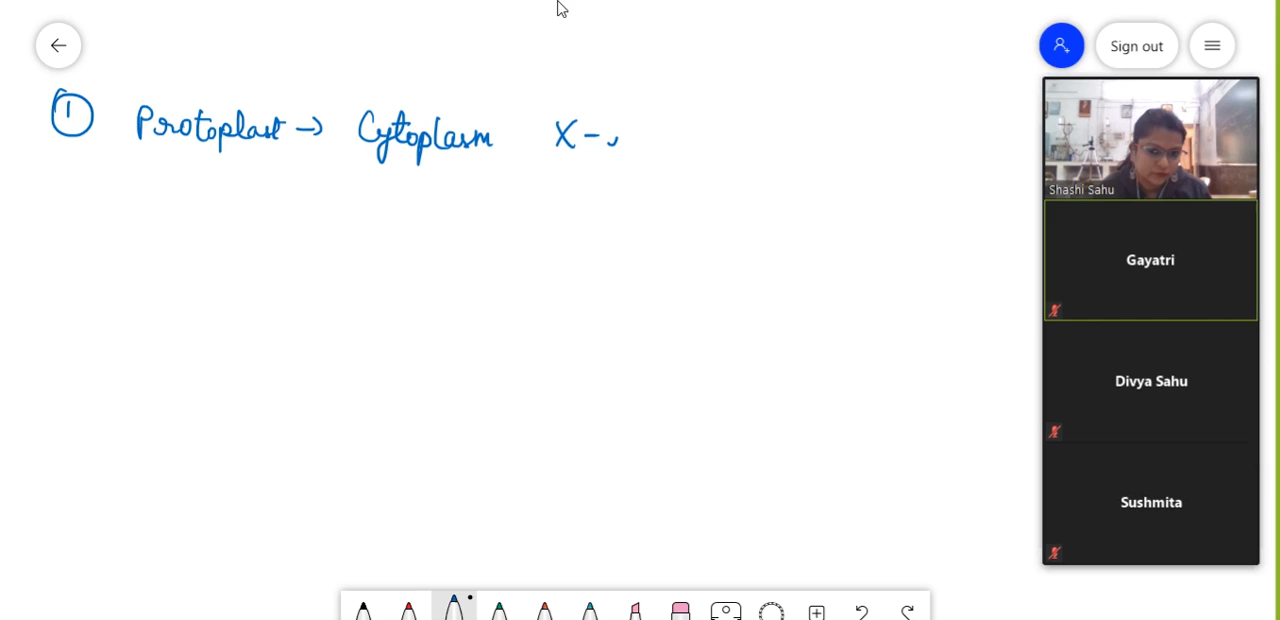 Sign out
① Protoplast → Cytoplasm X -
Shashi Sahu
Gayatri
Divya Sahu
Sushmita